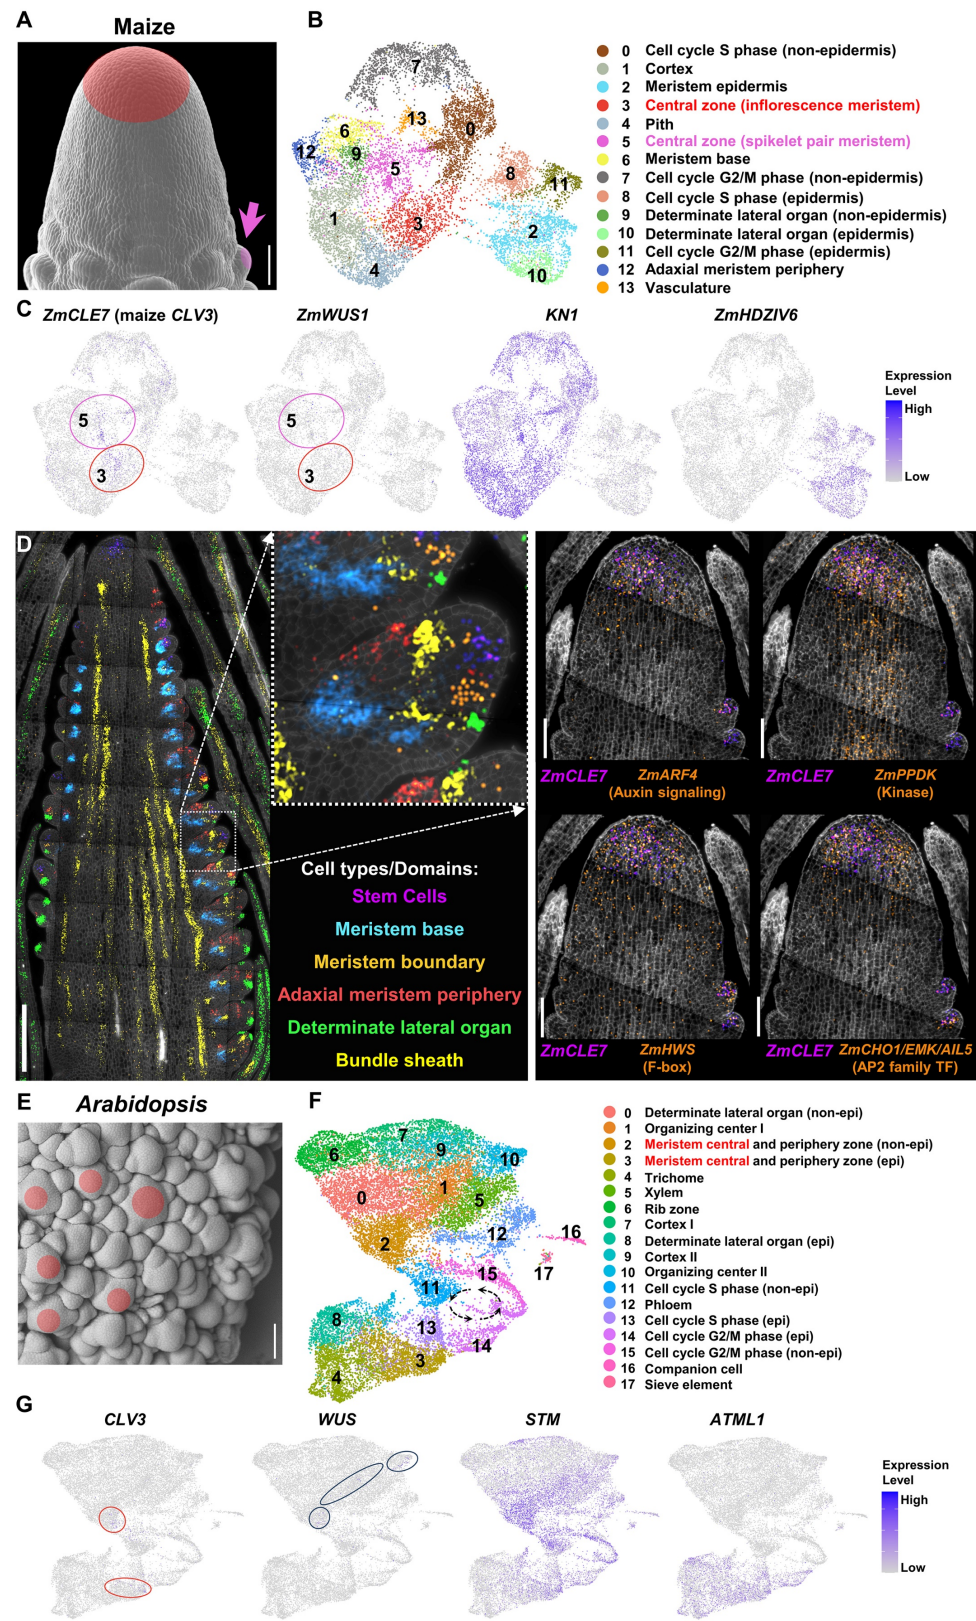 A
Maize
B
7
13
0
6
9
12
5
8
11
1
3
2
4
10
0 Cell cycle S phase (non-epidermis)
1 Cortex
2 Meristem epidermis
3 Central zone (inflorescence meristem)
4 Pith
5 Central zone (spikelet pair meristem)
6 Meristem base
7 Cell cycle G2/M phase (non-epidermis)
8 Cell cycle S phase (epidermis)
9 Determinate lateral organ (non-epidermis)
10 Determinate lateral organ (epidermis)
11 Cell cycle G2/M phase (epidermis)
12 Adaxial meristem periphery
13 Vasculature
C
ZmCLE7 (maize CLV3)
ZmWUS1
KN1
ZmHDZIV6
5
3
5
3
Expression
Level
High
Low
D
Cell types/Domains:
Stem Cells
Meristem base
Meristem boundary
Adaxial meristem periphery
Determinate lateral organ
Bundle sheath
ZmCLE7 ZmARF4
(Auxin signaling)
ZmCLE7 ZmPPDK
(Kinase)
ZmCLE7 ZmHWS
(F-box)
ZmCLE7 ZmCHO1/EMK/AIL5
(AP2 family TF)
E
Arabidopsis
F
7
6
9
10
0
1
5
2
12
16
15
17
11
8
13
14
3
4
0 Determinate lateral organ (non-epi)
1 Organizing center I
2 Meristem central and periphery zone (non-epi)
3 Meristem central and periphery zone (epi)
4 Trichome
5 Xylem
6 Rib zone
7 Cortex I
8 Determinate lateral organ (epi)
9 Cortex II
10 Organizing center II
11 Cell cycle S phase (non-epi)
12 Phloem
13 Cell cycle S phase (epi)
14 Cell cycle G2/M phase (epi)
15 Cell cycle G2/M phase (non-epi)
16 Companion cell
17 Sieve element
G
CLV3
WUS
STM
ATML1
Expression
Level
High
Low